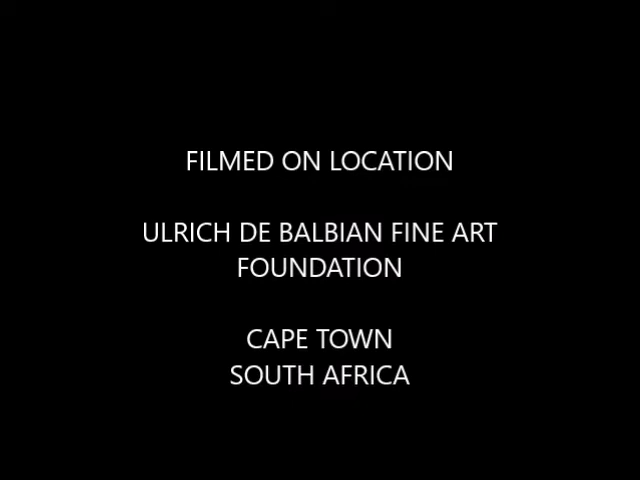 FILMED ON LOCATION
ULRICH DE BALBIAN FINE ART
FOUNDATION
CAPE TOWN
SOUTH AFRICA